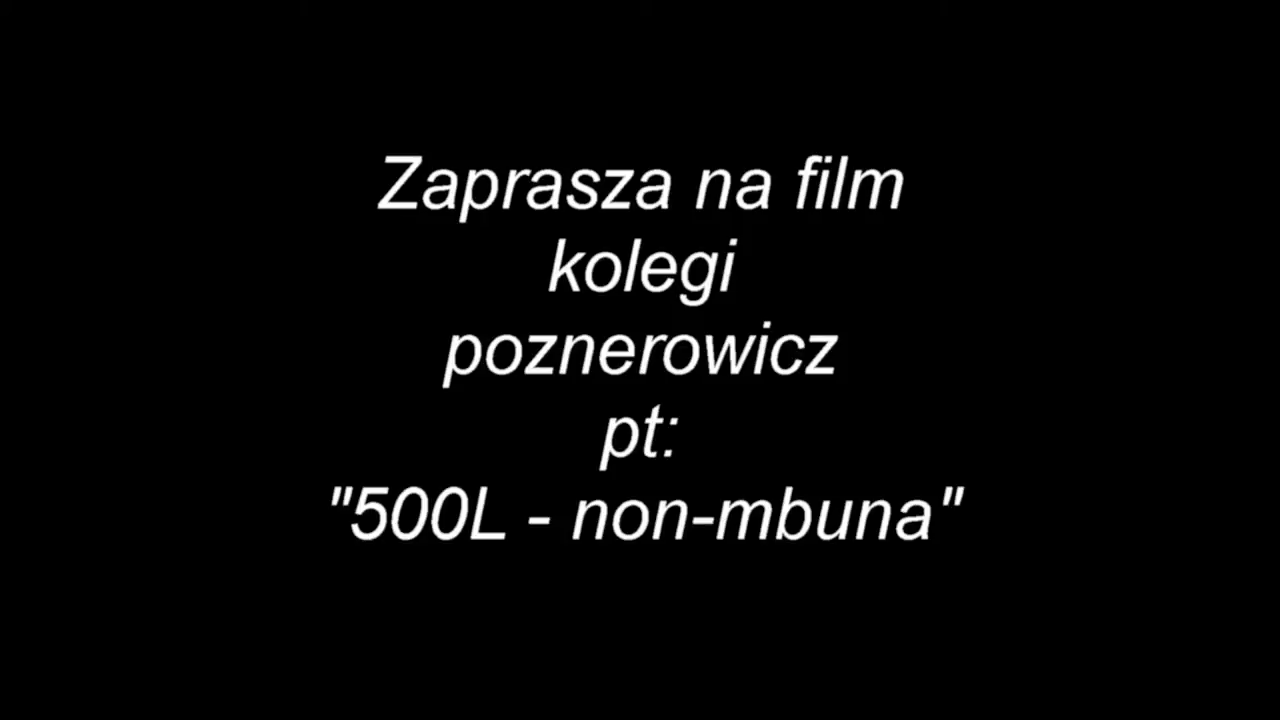 Zaprasza na film
kolegi
poznerowicz
pt:
"500L - non-mbuna"